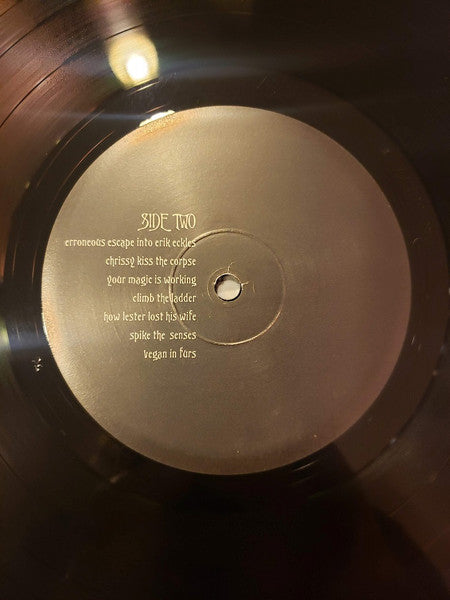 SIDE TWO
erroneous escape into erik eckles
chrissy kiss the corpse
your magic is working
climb the ladder
how lester lost his wife
spike the senses
vegan in furs